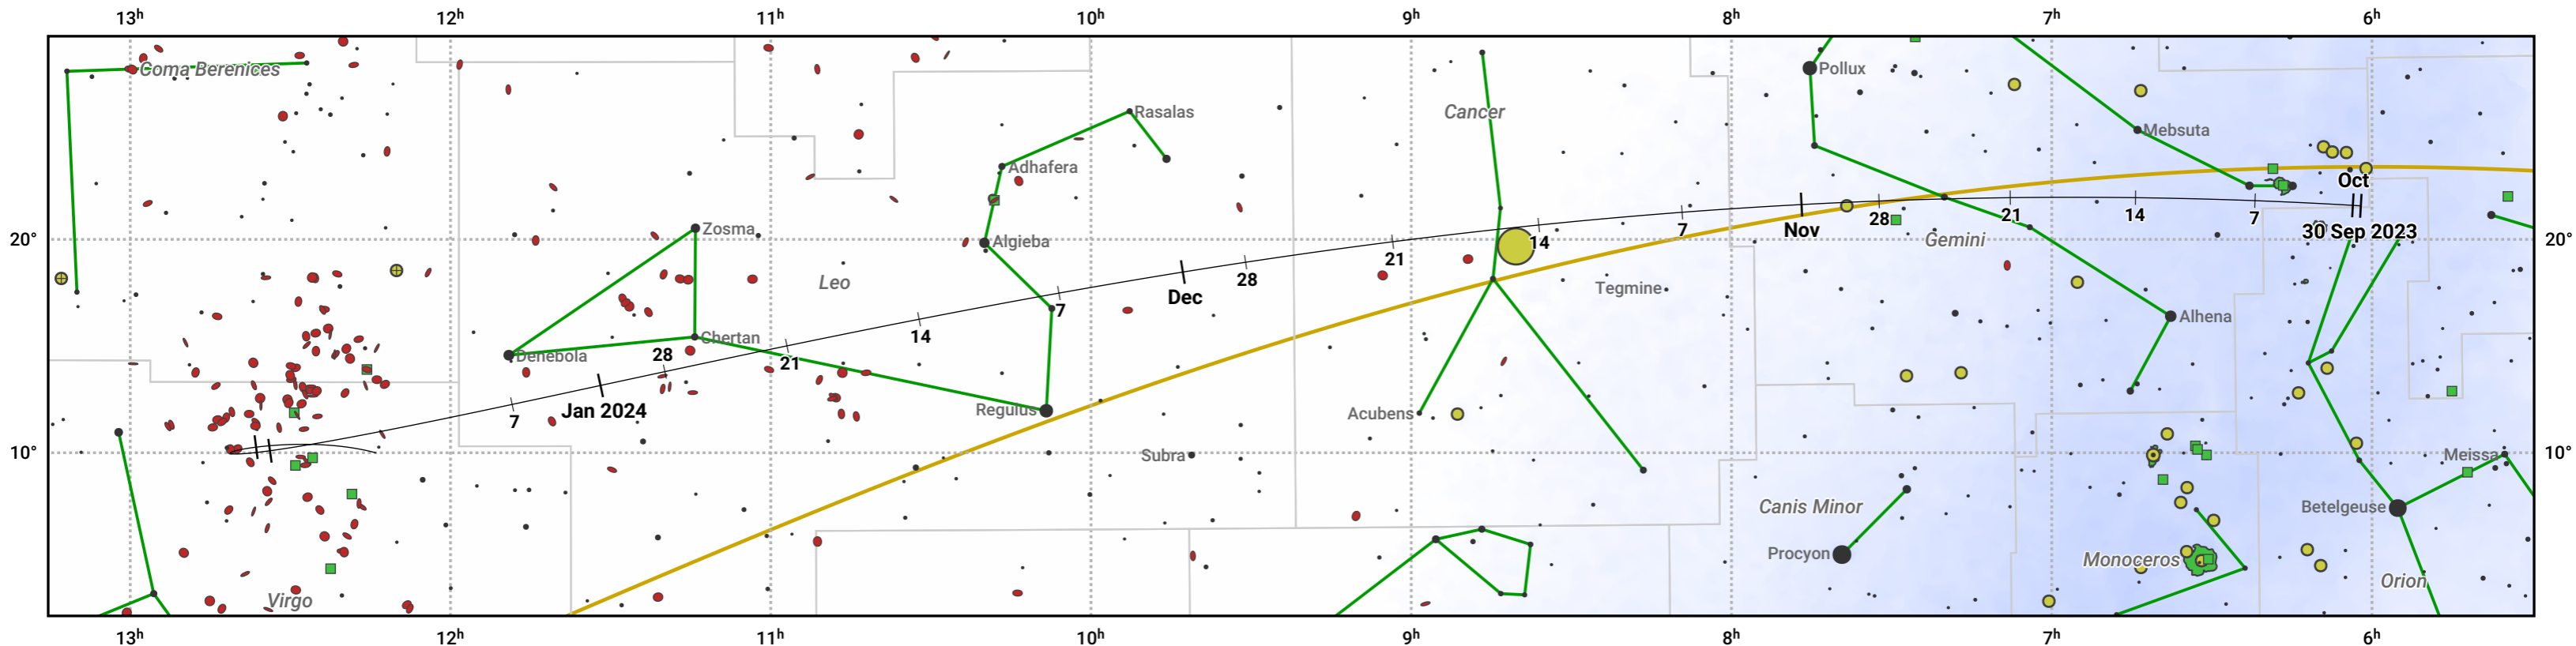 13h 12h 11h 10h 9h 8h 7h 6h
Coma Berenices
Pollux
Rasalas
Cancer
Mebsuta
Adhafera
Oct
21 14 7
28
Nov
7
14
30 Sep 2023
Zosma
20°
Algieba
Gemini
20°
21
28
Leo
Dec
Tegmine
7
Alhena
14
Chertan
28
Denebola
21
Jan 2024
7
Regulus
Acubens
10°
Subra
Meissa
10°
Canis Minor
Betelgeuse
Procyon
Monoceros
Virgo
Orion
13h 12h 11h 10h 9h 8h 7h 6h